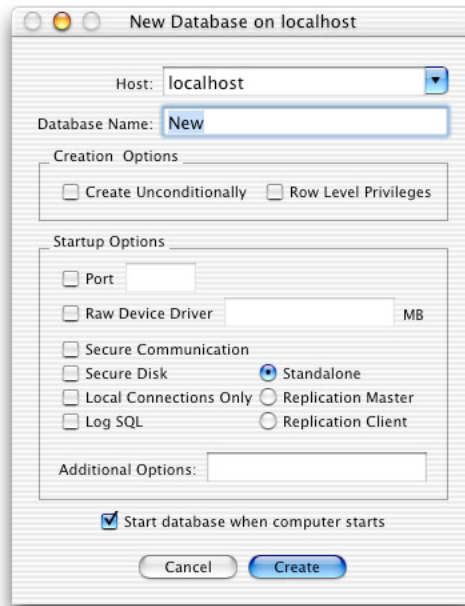 New Database on localhost
Host: localhost
Database Name: New
Creation Options
Create Unconditionally Row Level Privileges
Startup Options
Port
Raw Device Driver MB
Secure Communication
Secure Disk Standalone
Local Connections Only Replication Master
Log SQL Replication Client
Additional Options:
Start database when computer starts
Cancel Create